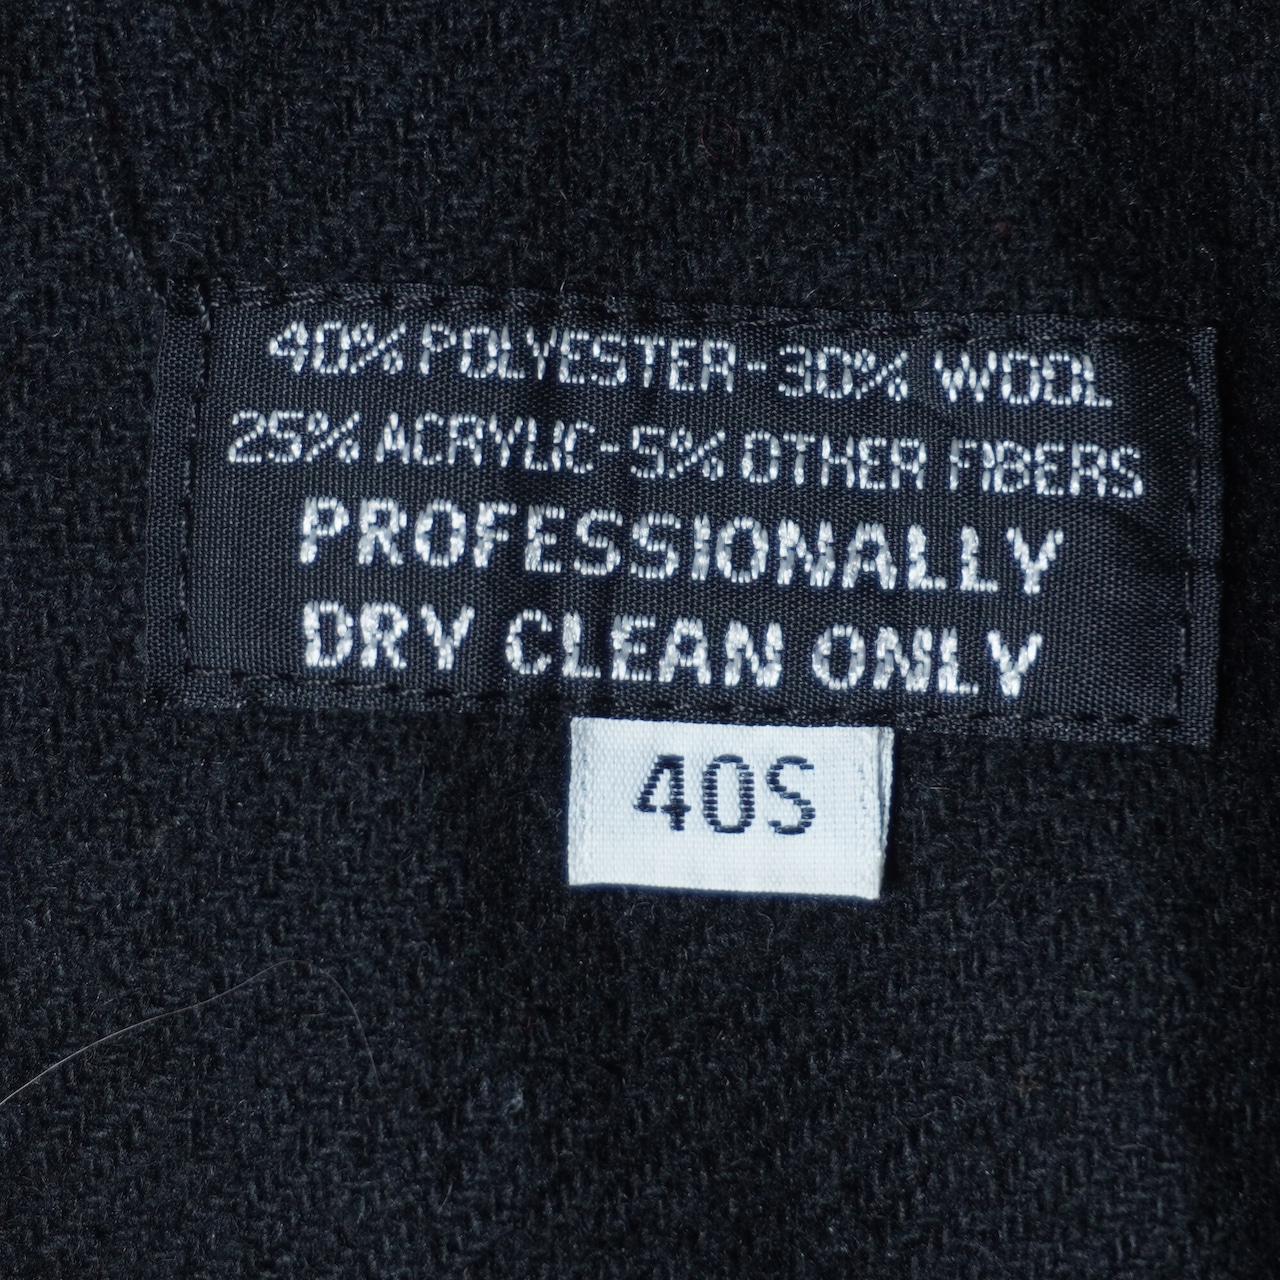 40% POLYESTER-30% WOOL
25% ACRYLIC-5% OTHER FIBERS
PROFESSIONALLY
DRY CLEAN ONLY
40S